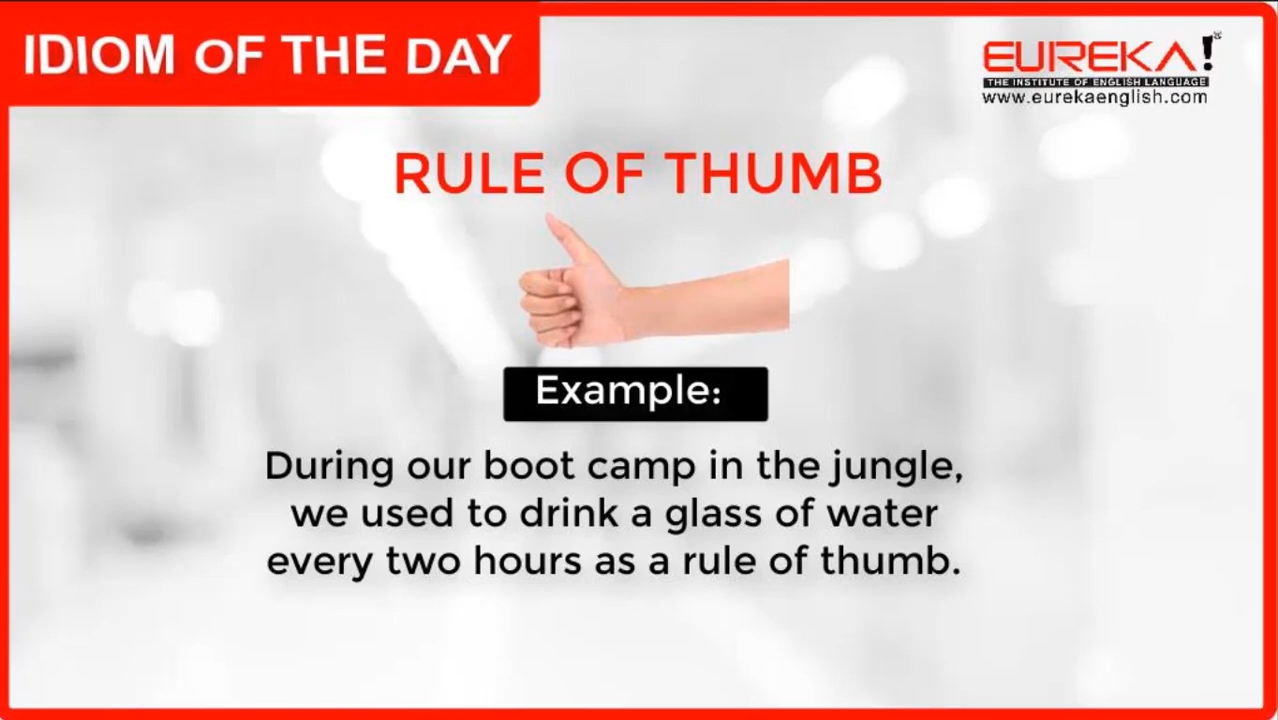 IDIOM OF THE DAY
EUREKA!
THE INSTITUTE OF ENGLISH LANGUAGE
www.eurekaenglish.com
RULE OF THUMB
Example:
During our boot camp in the jungle,
we used to drink a glass of water
every two hours as a rule of thumb.